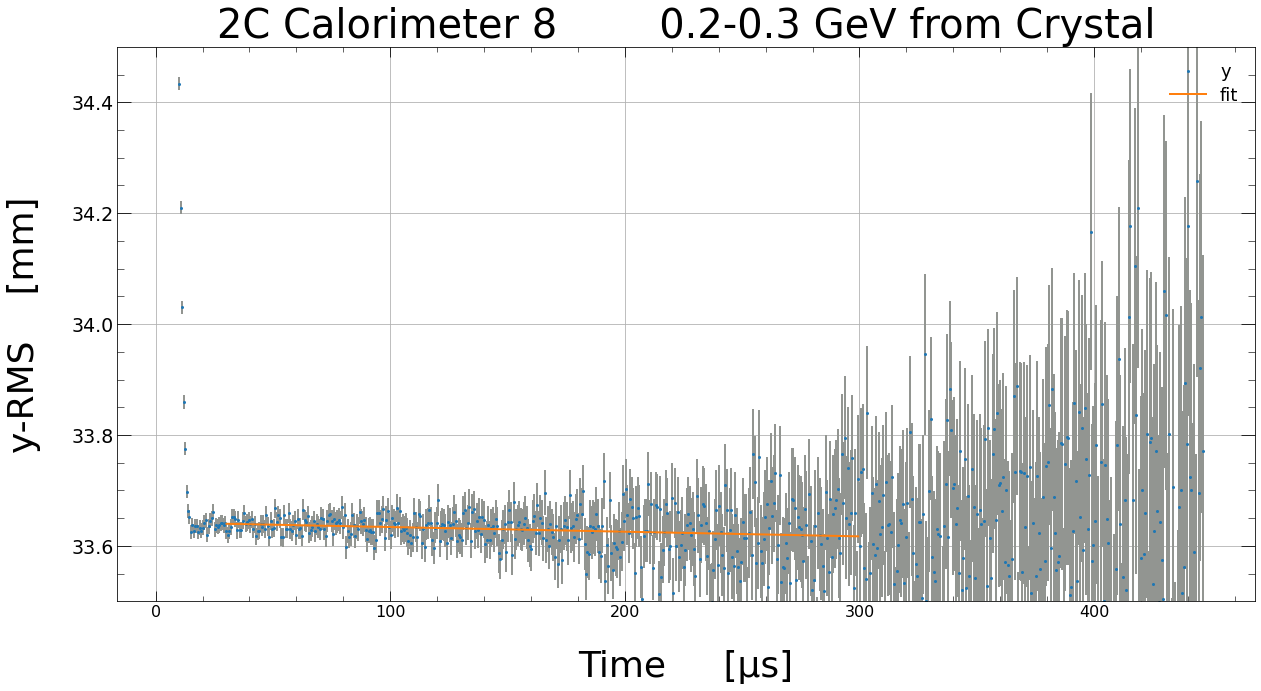 2C Calorimeter 8 0.2-0.3 GeV from Crystal
y
fit
34.4
34.2
34.0
33.8
33.6
y-RMS [mm]
0 100 200 300 400
Time [μs]